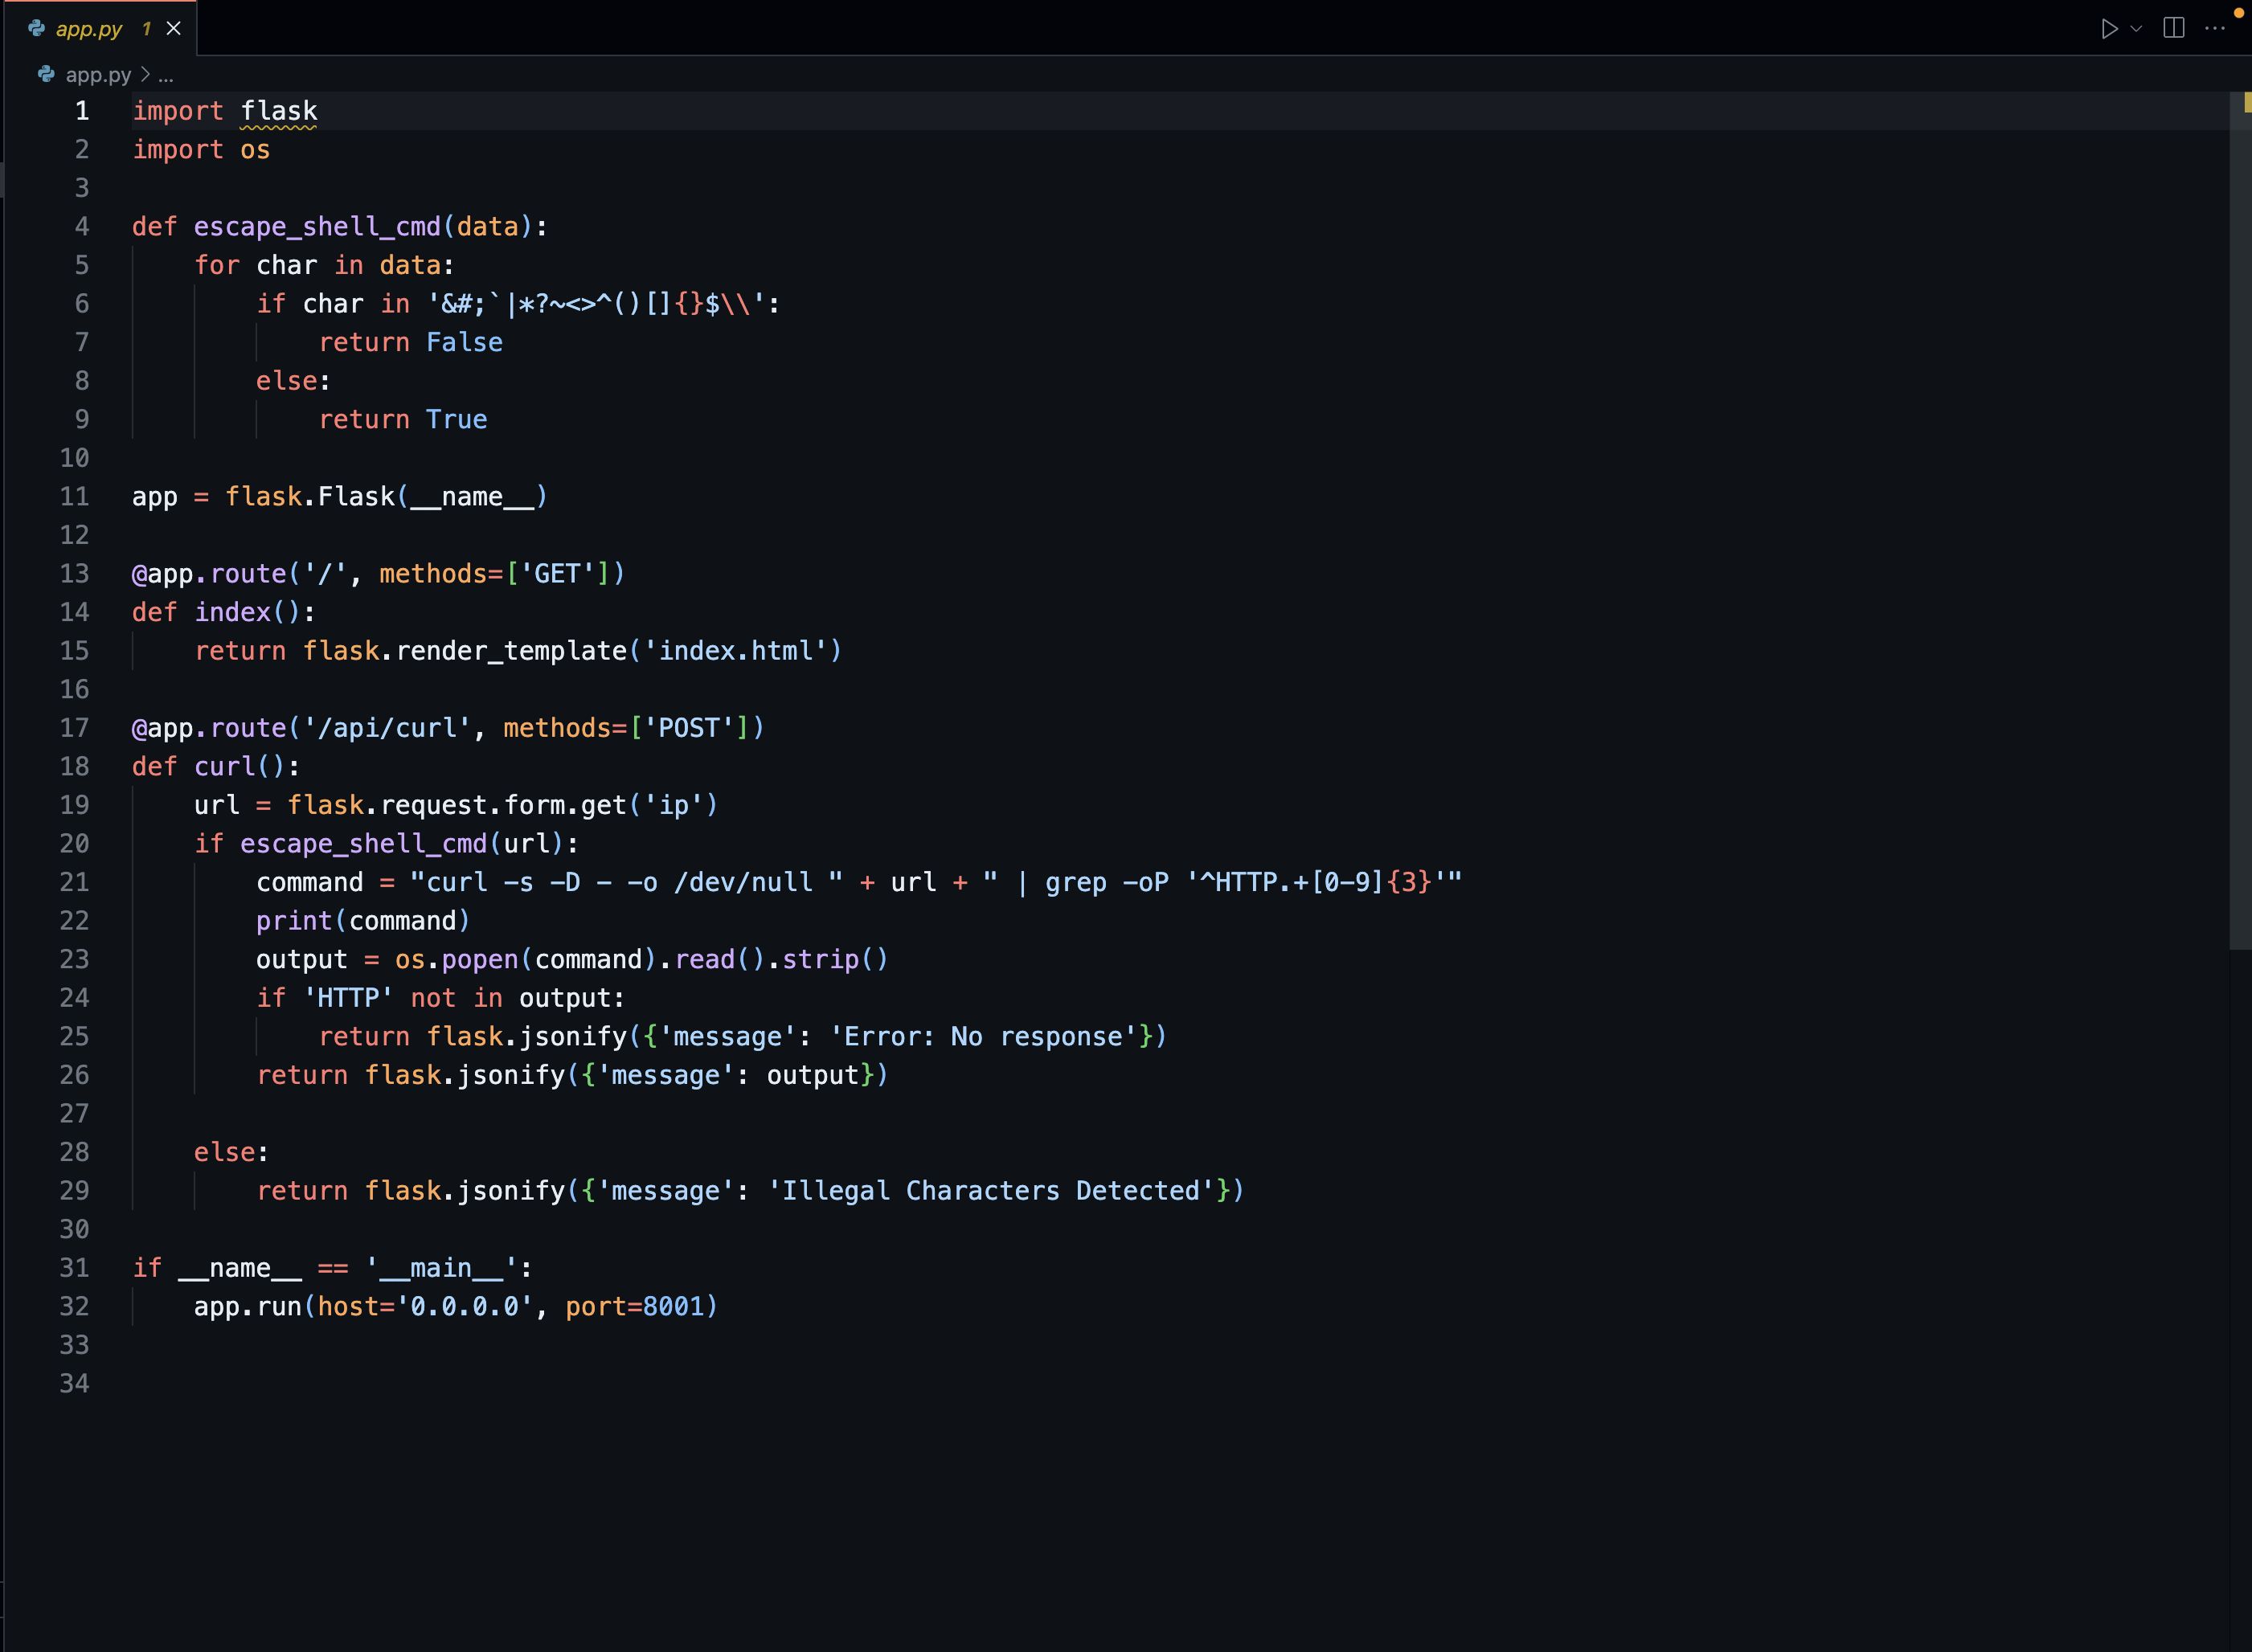 app.py 1
app.py > ...
1 import flask
2 import os
3
4 def escape_shell_cmd(data):
5     for char in data:
6         if char in '&#;`|*?~<>^()[]{}$\\':
7             return False
8         else:
9             return True
10
11 app = flask.Flask(__name__)
12
13 @app.route('/', methods=['GET'])
14 def index():
15     return flask.render_template('index.html')
16
17 @app.route('/api/curl', methods=['POST'])
18 def curl():
19     url = flask.request.form.get('ip')
20     if escape_shell_cmd(url):
21         command = "curl -s -D - -o /dev/null " + url + " | grep -oP '^HTTP.+[0-9]{3}'"
22         print(command)
23         output = os.popen(command).read().strip()
24         if 'HTTP' not in output:
25             return flask.jsonify({'message': 'Error: No response'})
26         return flask.jsonify({'message': output})
27
28     else:
29         return flask.jsonify({'message': 'Illegal Characters Detected'})
30
31 if __name__ == '__main__':
32     app.run(host='0.0.0.0', port=8001)
33
34